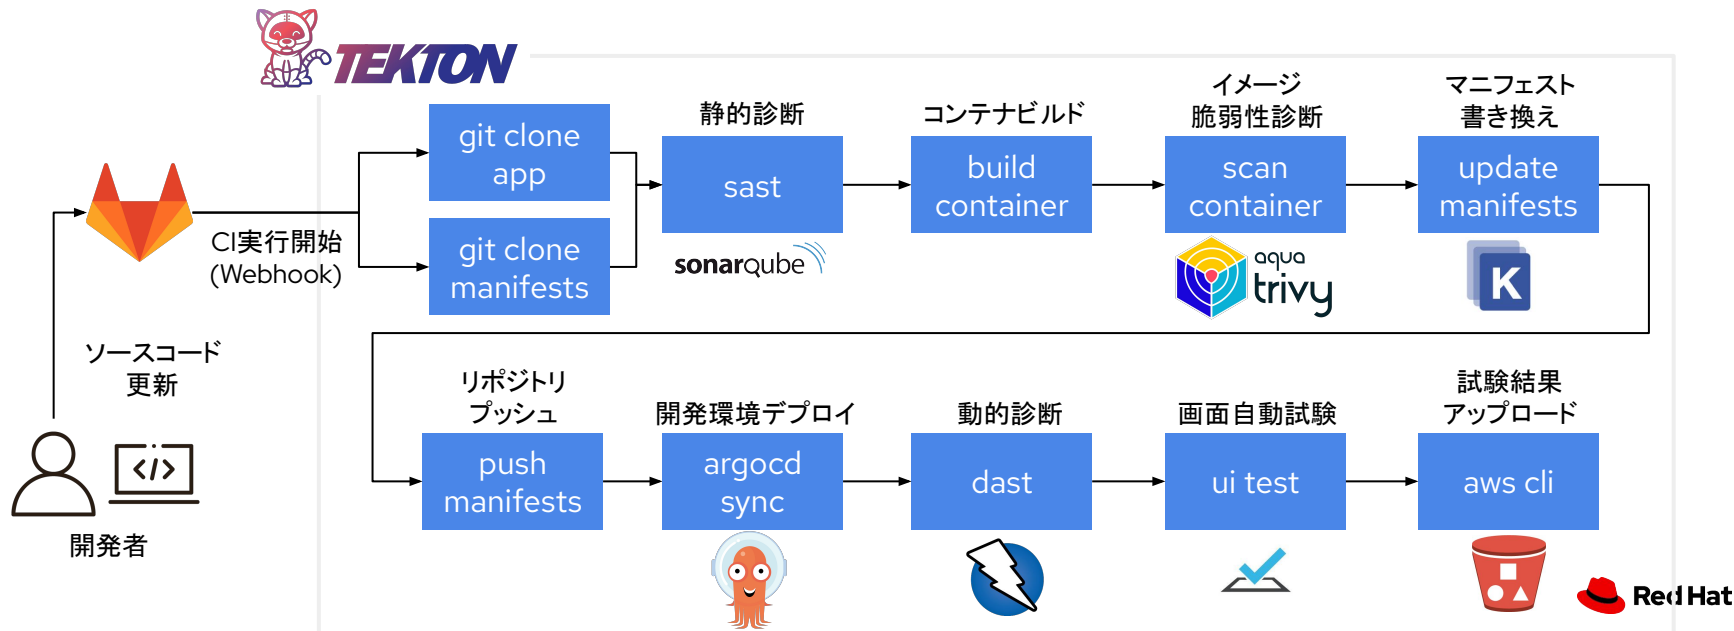 TEKTON
git clone
app
git clone
manifests
CI実行開始
(Webhook)
静的診断
sast
sonarqube
コンテナビルド
build
container
イメージ
脆弱性診断
scan
container
aqua
trivy
マニフェスト
書き換え
update
manifests
K
ソースコード
更新
開発者
リポジトリ
プッシュ
push
manifests
開発環境デプロイ
argocd
sync
動的診断
dast
画面自動試験
ui test
試験結果
アップロード
aws cli
Red Hat